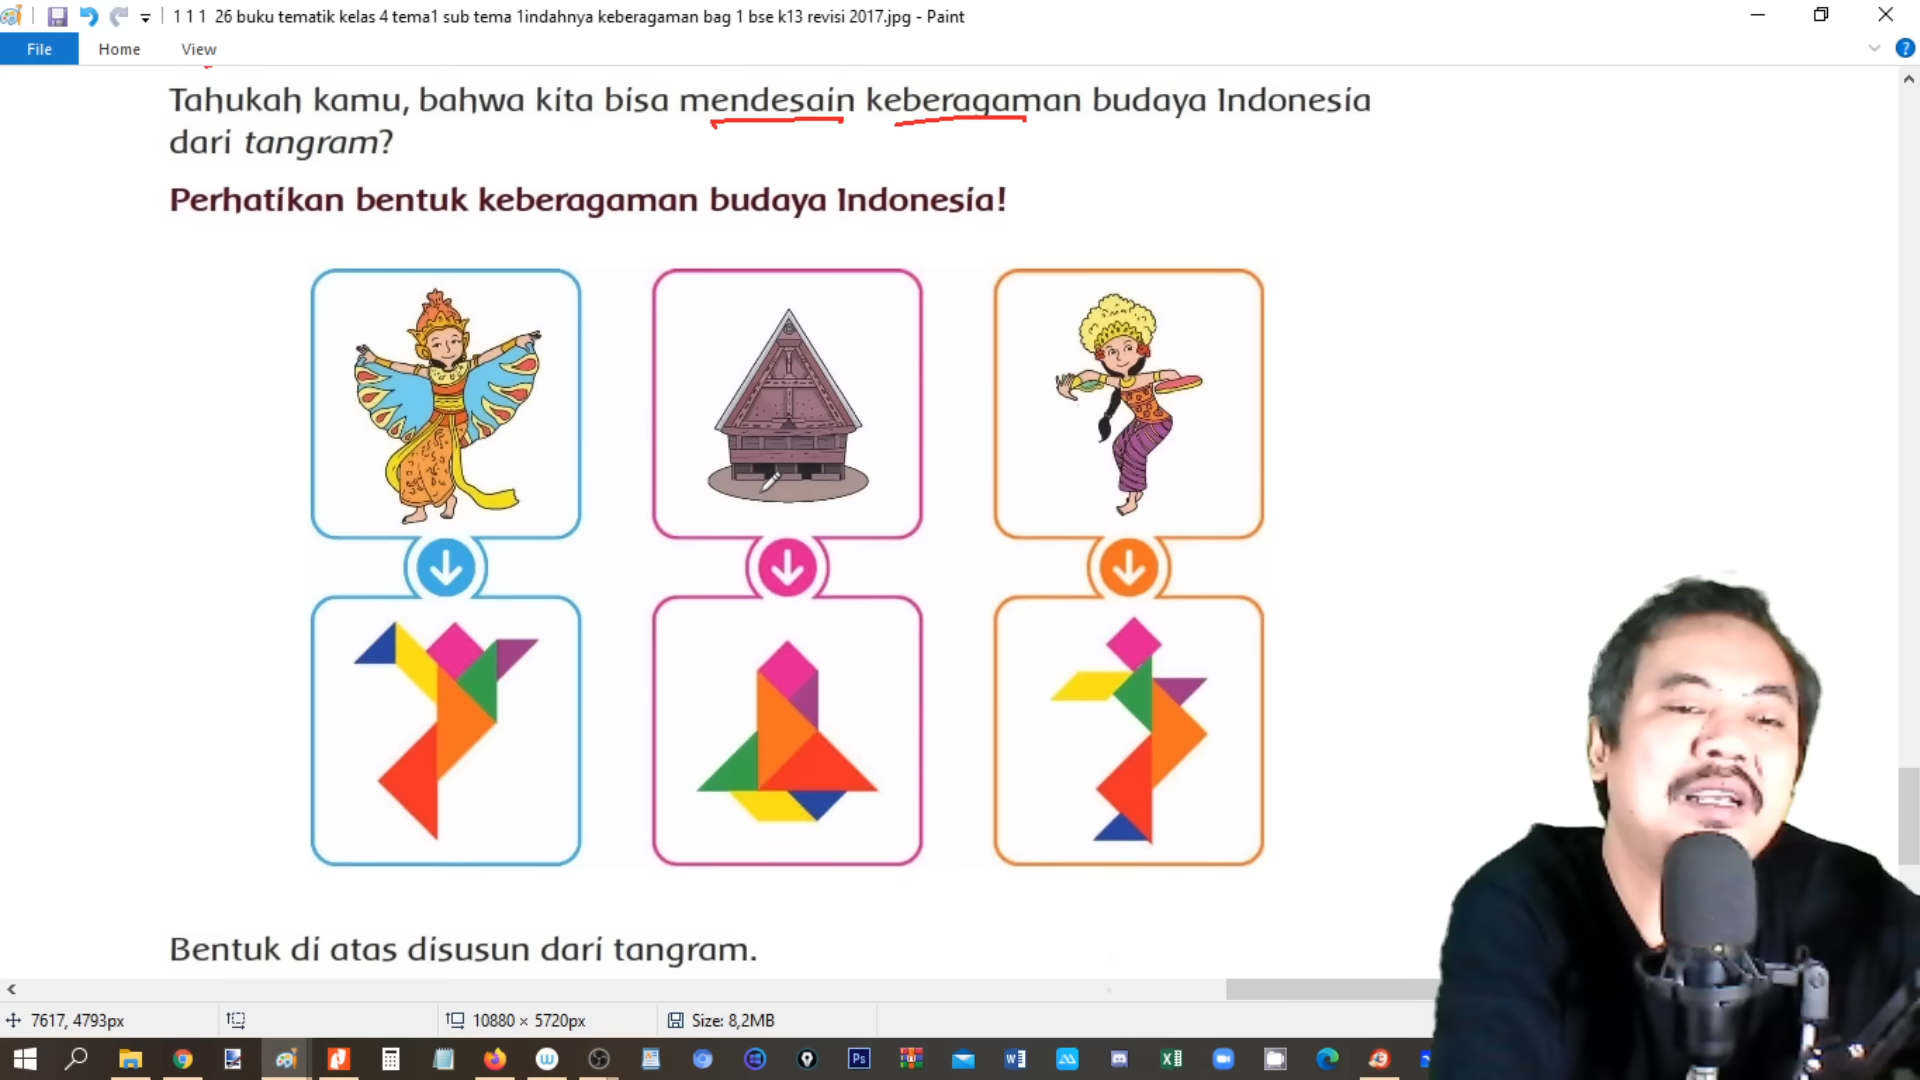 1 1 1  26 buku tematik kelas 4 tema1 sub tema 1indahnya keberagaman bag 1 bse k13 revisi 2017.jpg - Paint
File Home View
Tahukah kamu, bahwa kita bisa mendesain keberagaman budaya Indonesia
dari tangram?
Perhatikan bentuk keberagaman budaya Indonesia!
Bentuk di atas disusun dari tangram.
7617, 4793px
10880 × 5720px
Size: 8,2MB
Ps